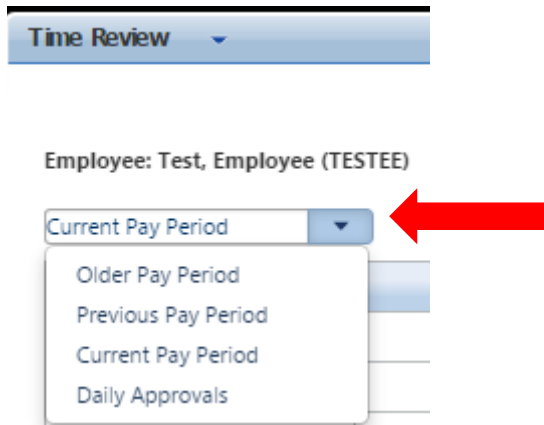 Time Review
Employee: Test, Employee (TESTEE)
Current Pay Period
Older Pay Period
Previous Pay Period
Current Pay Period
Daily Approvals